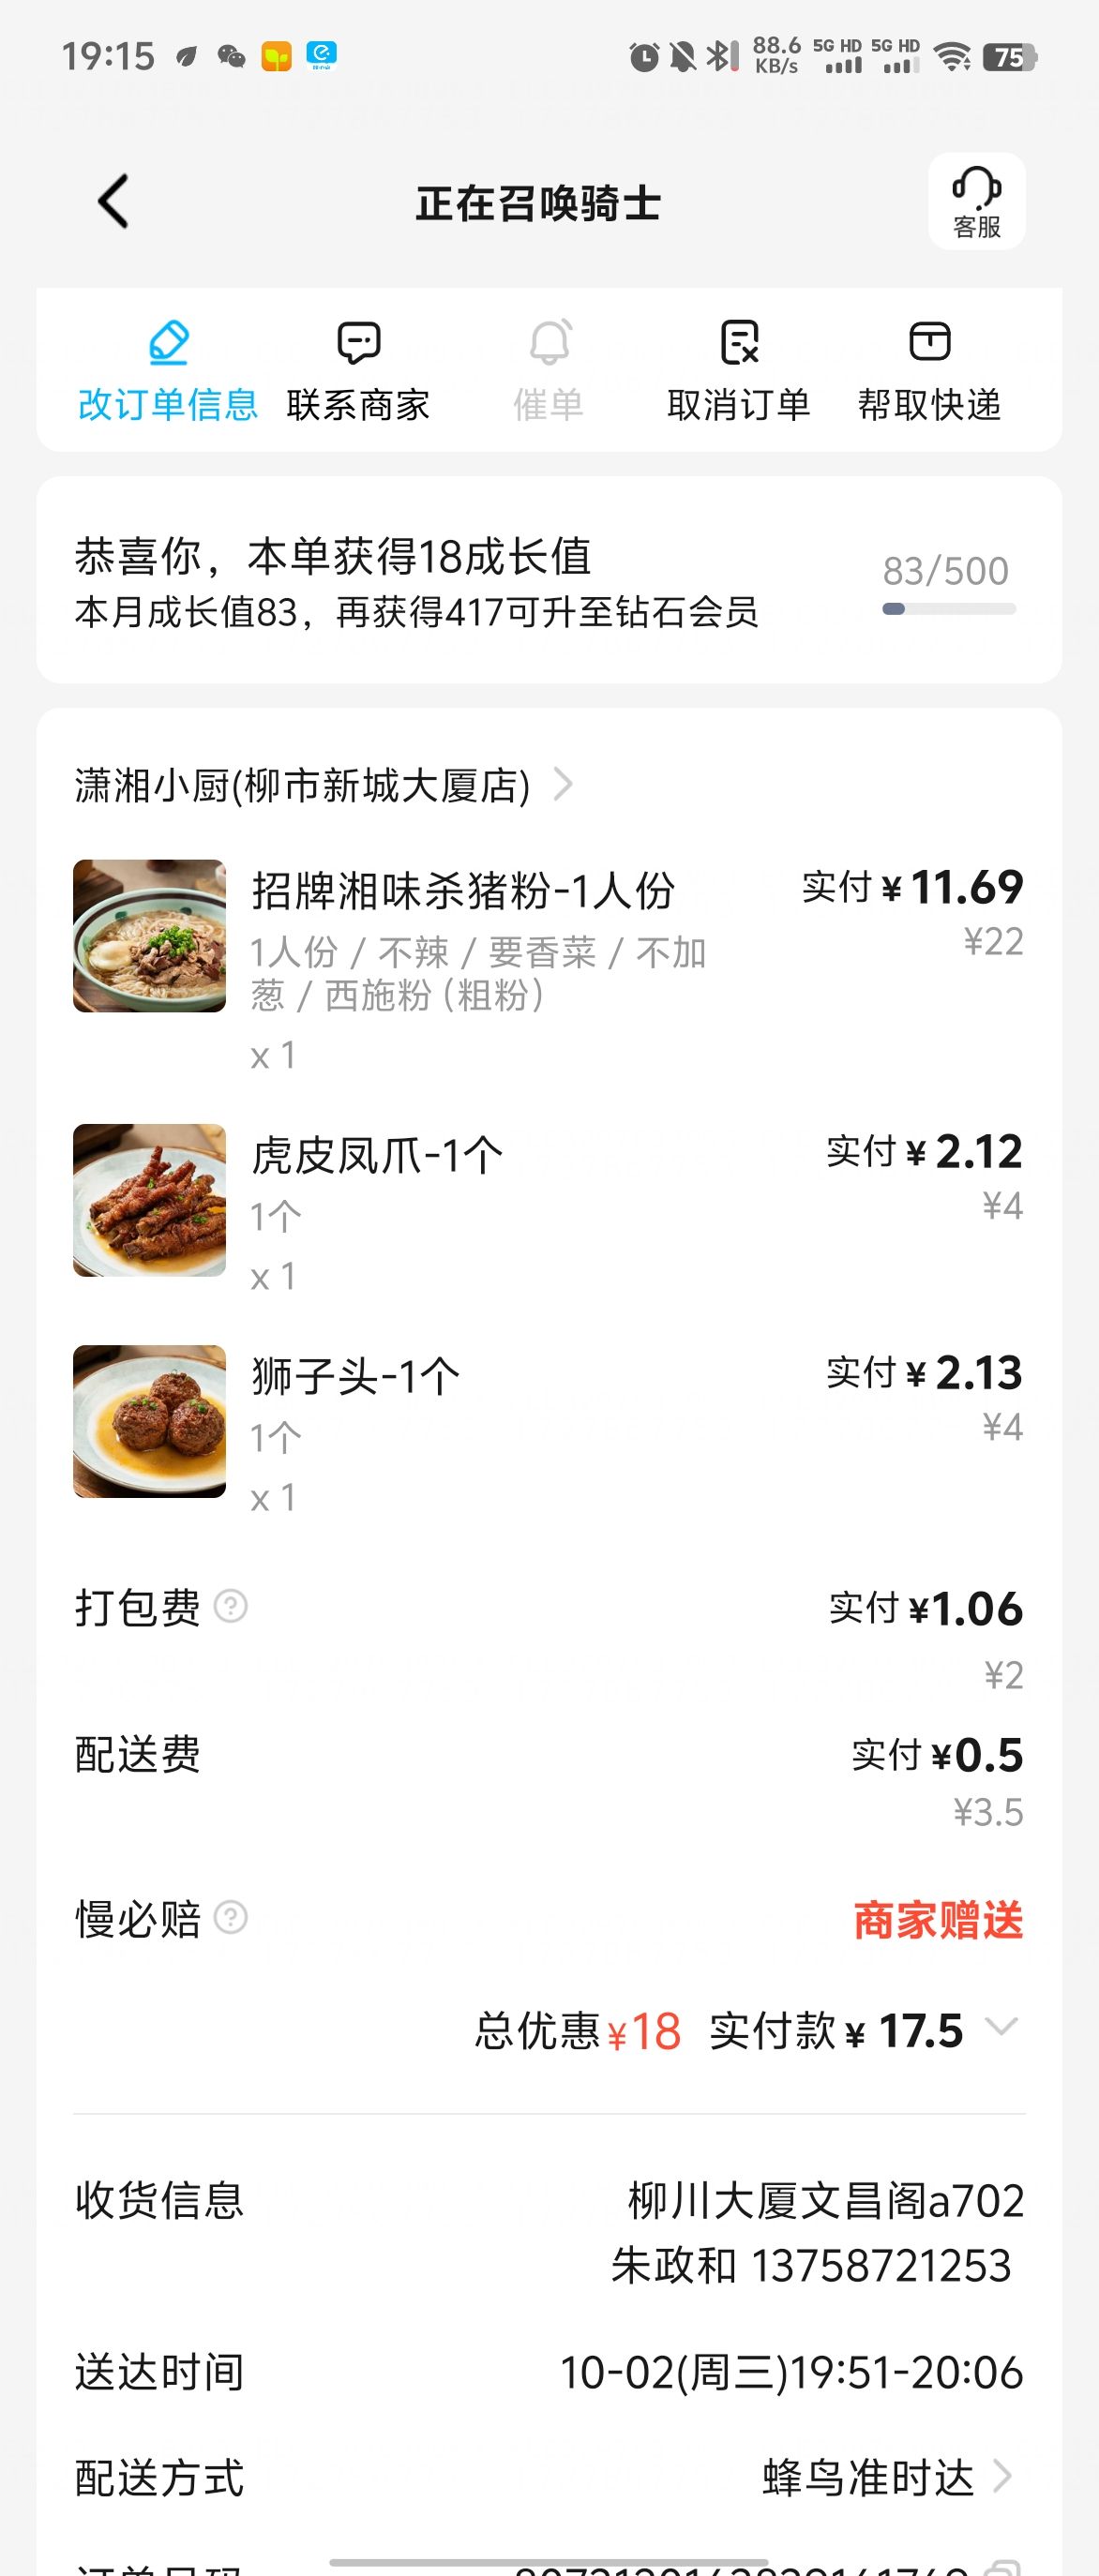 19:15
88.6 KB/s 5G HD 5G HD 75
正在召唤骑士
客服
改订单信息 联系商家 催单 取消订单 帮取快递
恭喜你，本单获得18成长值
83/500
本月成长值83，再获得417可升至钻石会员
潇湘小厨(柳市新城大厦店)
招牌湘味杀猪粉-1人份 实付 ¥ 11.69
¥22
1人份 / 不辣 / 要香菜 / 不加
葱 / 西施粉（粗粉）
x 1
虎皮凤爪-1个 实付 ¥ 2.12
¥4
1个
x 1
狮子头-1个 实付 ¥ 2.13
¥4
1个
x 1
打包费 实付 ¥1.06
¥2
配送费 实付 ¥0.5
¥3.5
慢必赔 商家赠送
总优惠 ¥18 实付款 ¥ 17.5
收货信息 柳川大厦文昌阁a702
朱政和 13758721253
送达时间 10-02(周三)19:51-20:06
配送方式 蜂鸟准时达